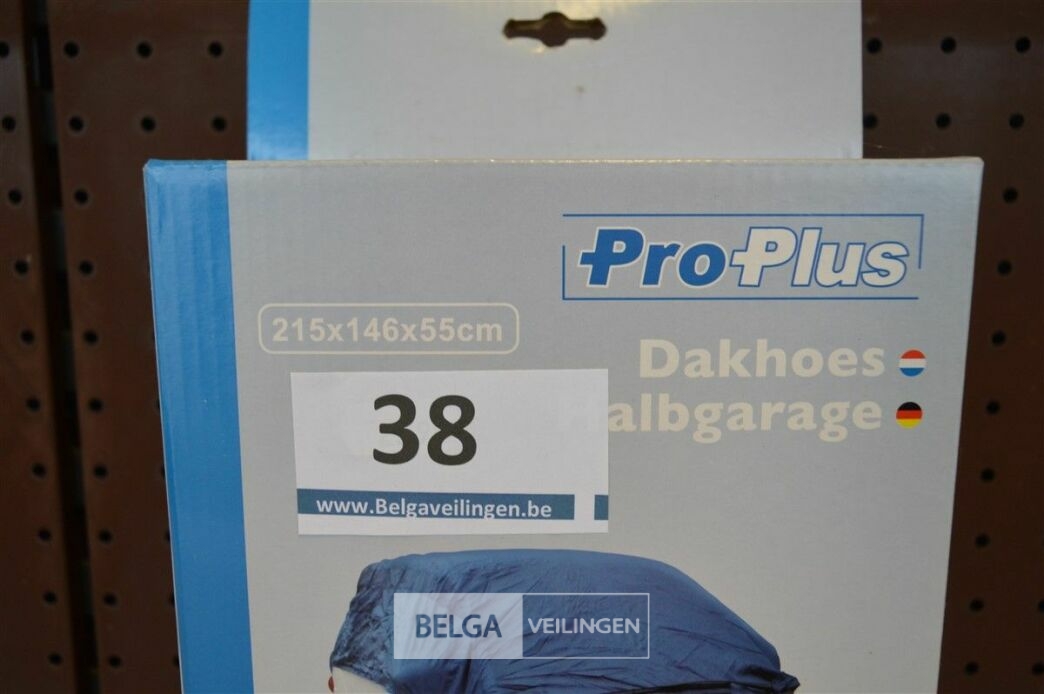 ProPlus
215x146x55cm
Dakhoes
albgarage
38
www.Belgaveilingen.be
BELGA VEILINGEN